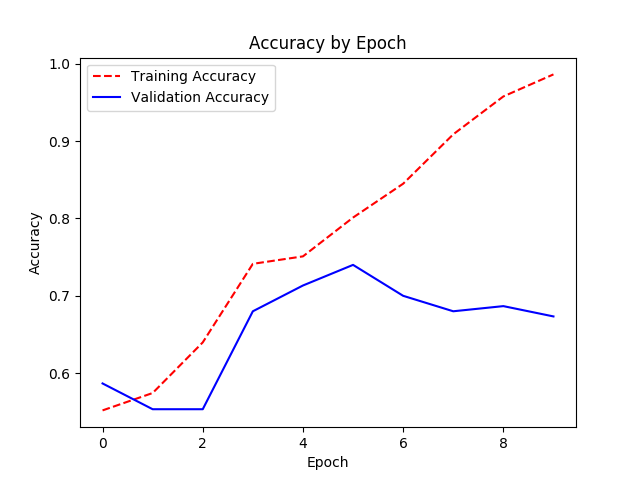 Accuracy by Epoch
1.0
Training Accuracy
Validation Accuracy
0.9
0.8
Accuracy
0.7
0.6
0 2 4 6 8
Epoch